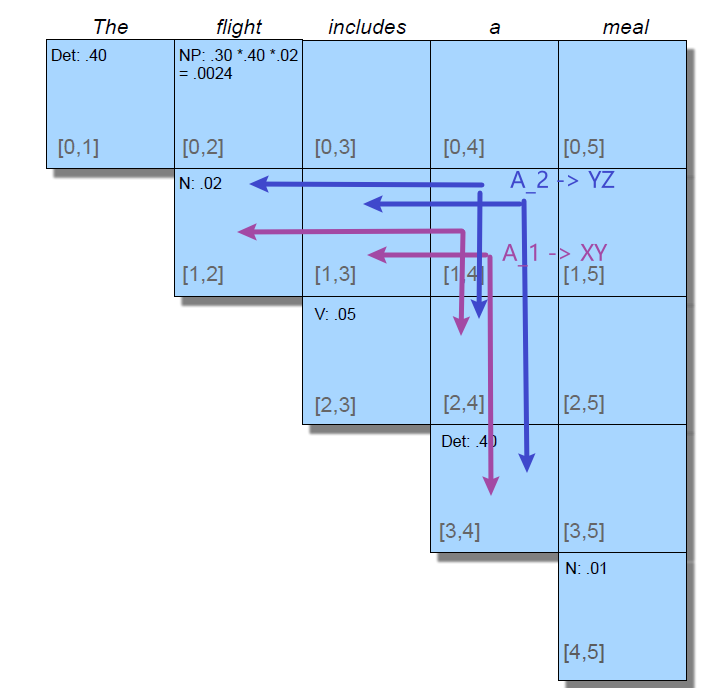 The flight includes a meal
Det: .40 NP: .30 *.40 *.02
= .0024
[0,1] [0,2] [0,3] [0,4] [0,5]
N: .02 A_2 -> YZ
A_1 -> XY
[1,2] [1,3] [1,4] [1,5]
V: .05
[2,3] [2,4] [2,5]
Det: .40
[3,4] [3,5]
N: .01
[4,5]